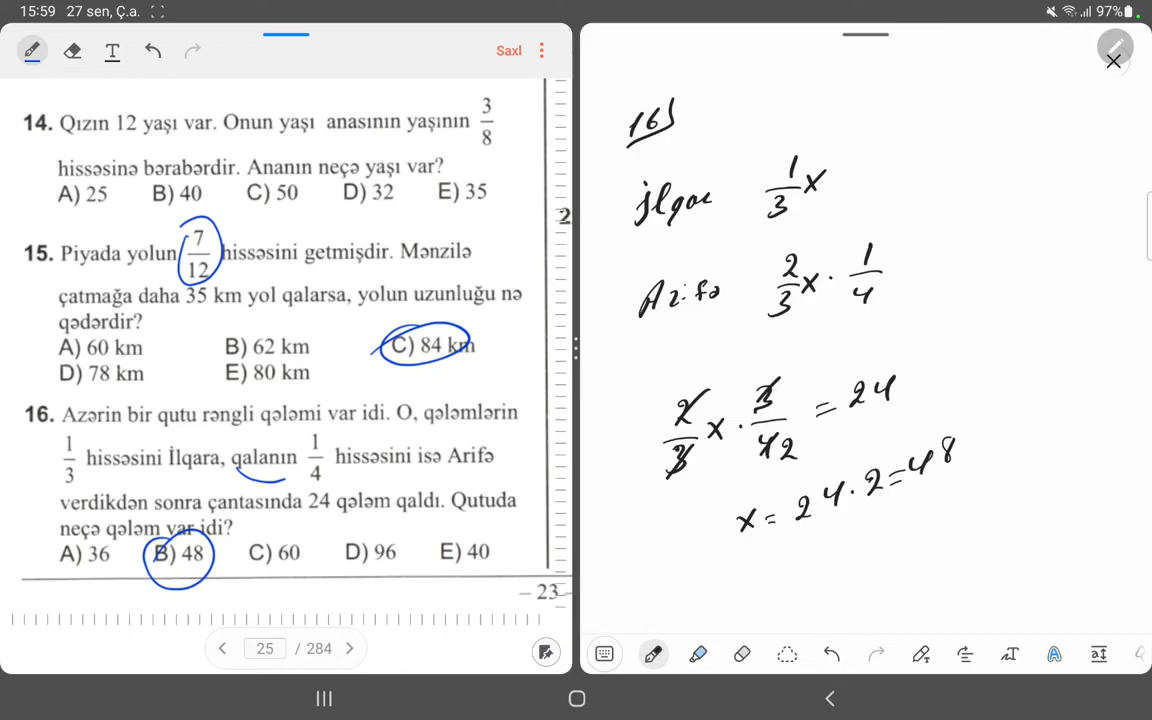 15:59 27 sen, Ç.a. 97%
T Saxl
14. Qızın 12 yaşı var. Onun yaşı anasının yaşının 3/8
hissəsinə bərabərdir. Ananın neçə yaşı var?
A) 25 B) 40 C) 50 D) 32 E) 35
2
15. Piyada yolun 7/12 hissəsini getmişdir. Mənzilə
çatmağa daha 35 km yol qalarsa, yolun uzunluğu nə
qədərdir?
A) 60 km B) 62 km C) 84 km
D) 78 km E) 80 km
16. Azərin bir qutu rəngli qələmi var idi. O, qələmlərin
1/3 hissəsini İlqara, qalanın 1/4 hissəsini isə Arifə
verdikdən sonra çantasında 24 qələm qaldı. Qutuda
neçə qələm var idi?
A) 36 B) 48 C) 60 D) 96 E) 40
– 23 –
25 / 284
16)
İlqar 1/3 x
Azifə 2/3 x · 1/4
2/3 x · 3/4 2 = 24
x = 24 · 2 = 48